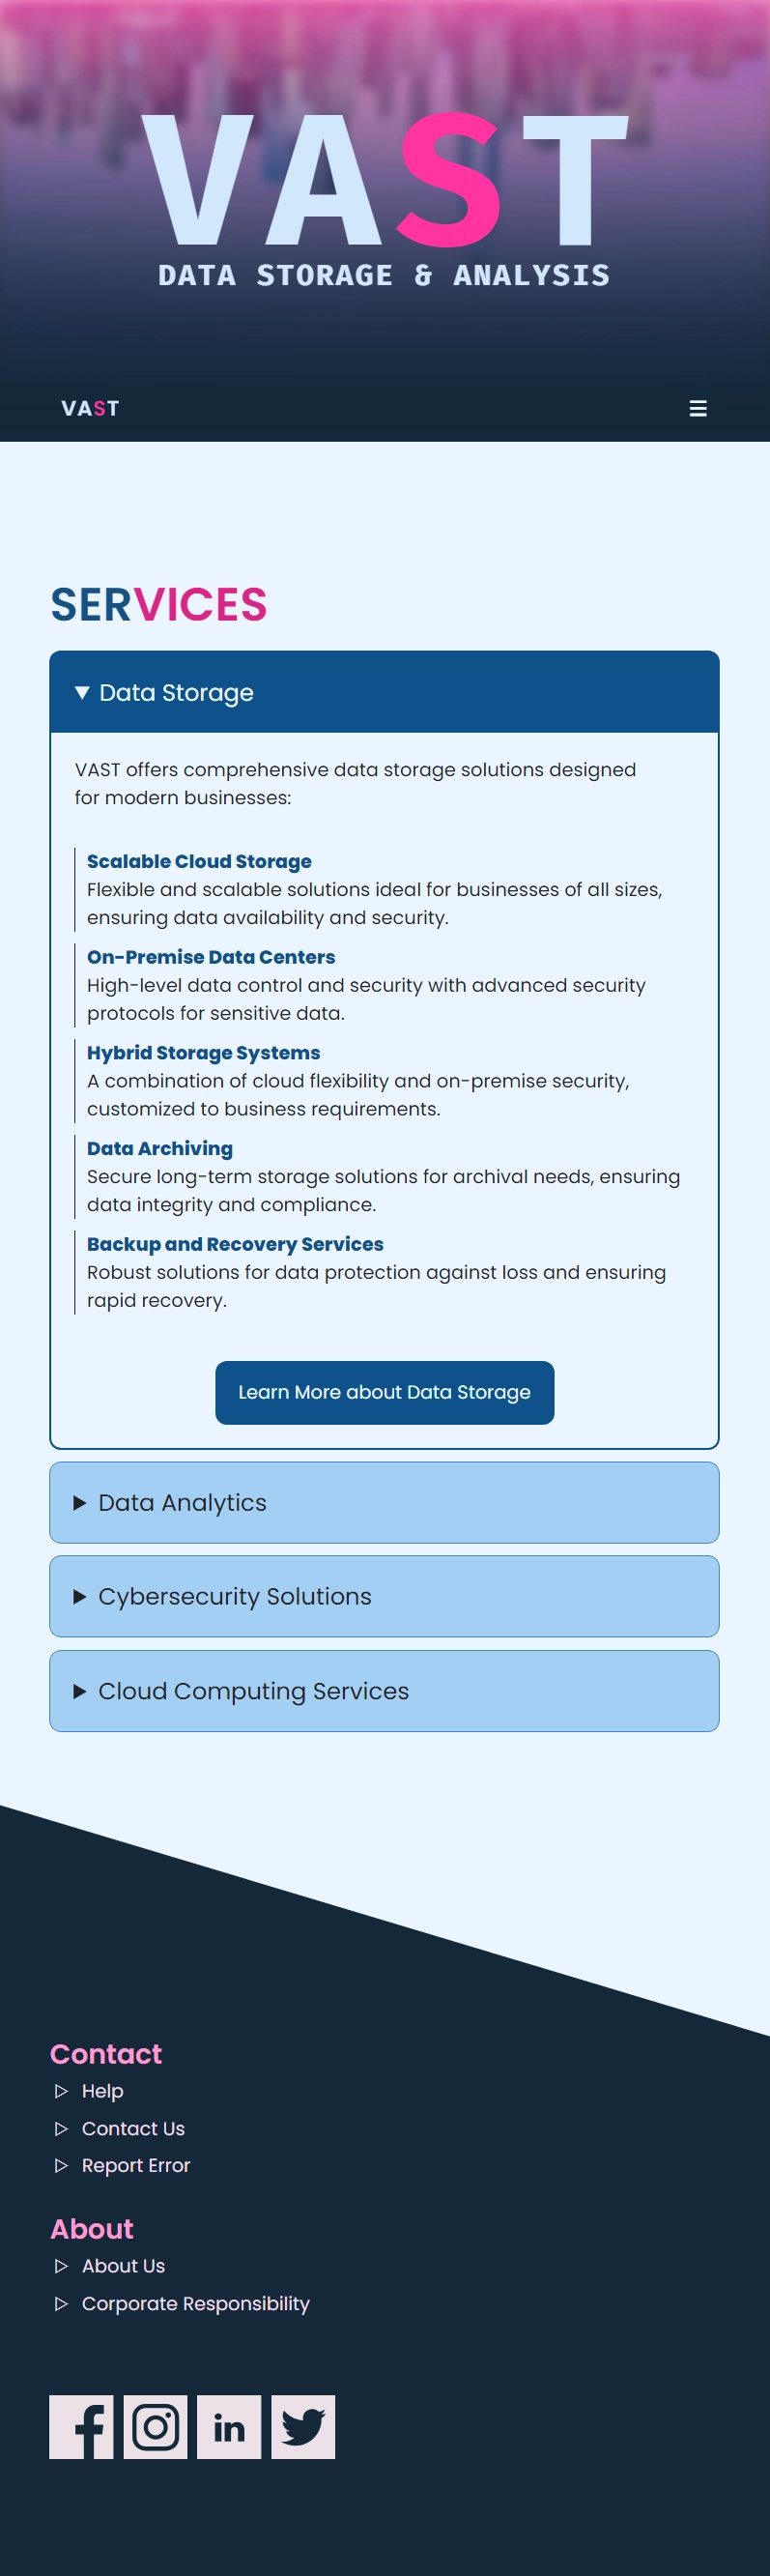 VAST
DATA STORAGE & ANALYSIS
VAST
SERVICES
Data Storage
VAST offers comprehensive data storage solutions designed
for modern businesses:
Scalable Cloud Storage
Flexible and scalable solutions ideal for businesses of all sizes,
ensuring data availability and security.
On-Premise Data Centers
High-level data control and security with advanced security
protocols for sensitive data.
Hybrid Storage Systems
A combination of cloud flexibility and on-premise security,
customized to business requirements.
Data Archiving
Secure long-term storage solutions for archival needs, ensuring
data integrity and compliance.
Backup and Recovery Services
Robust solutions for data protection against loss and ensuring
rapid recovery.
Learn More about Data Storage
Data Analytics
Cybersecurity Solutions
Cloud Computing Services
Contact
Help
Contact Us
Report Error
About
About Us
Corporate Responsibility